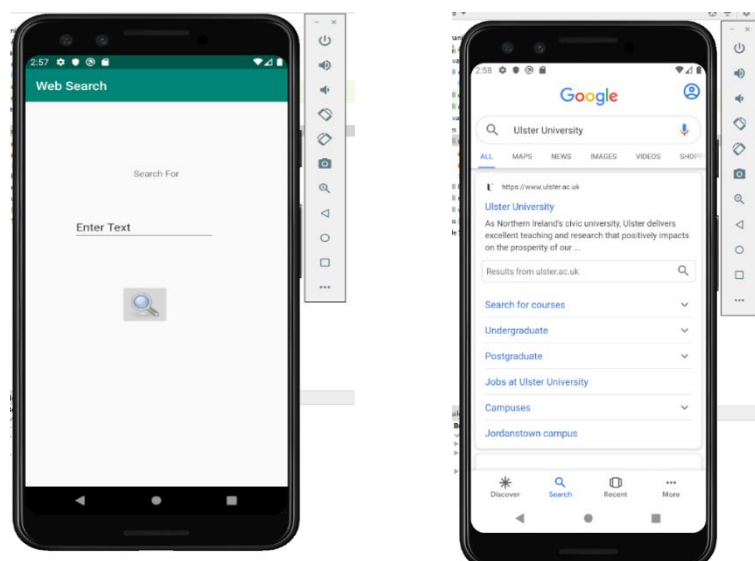 2:57
Web Search
Search For
Enter Text
2:58
Google
Ulster University
ALL MAPS NEWS IMAGES VIDEOS SHOPP
U https://www.ulster.ac.uk
Ulster University
As Northern Ireland's civic university, Ulster delivers
excellent teaching and research that positively impacts
on the prosperity of our ...
Results from ulster.ac.uk
Search for courses
Undergraduate
Postgraduate
Jobs at Ulster University
Campuses
Jordanstown campus
Discover Search Recent More